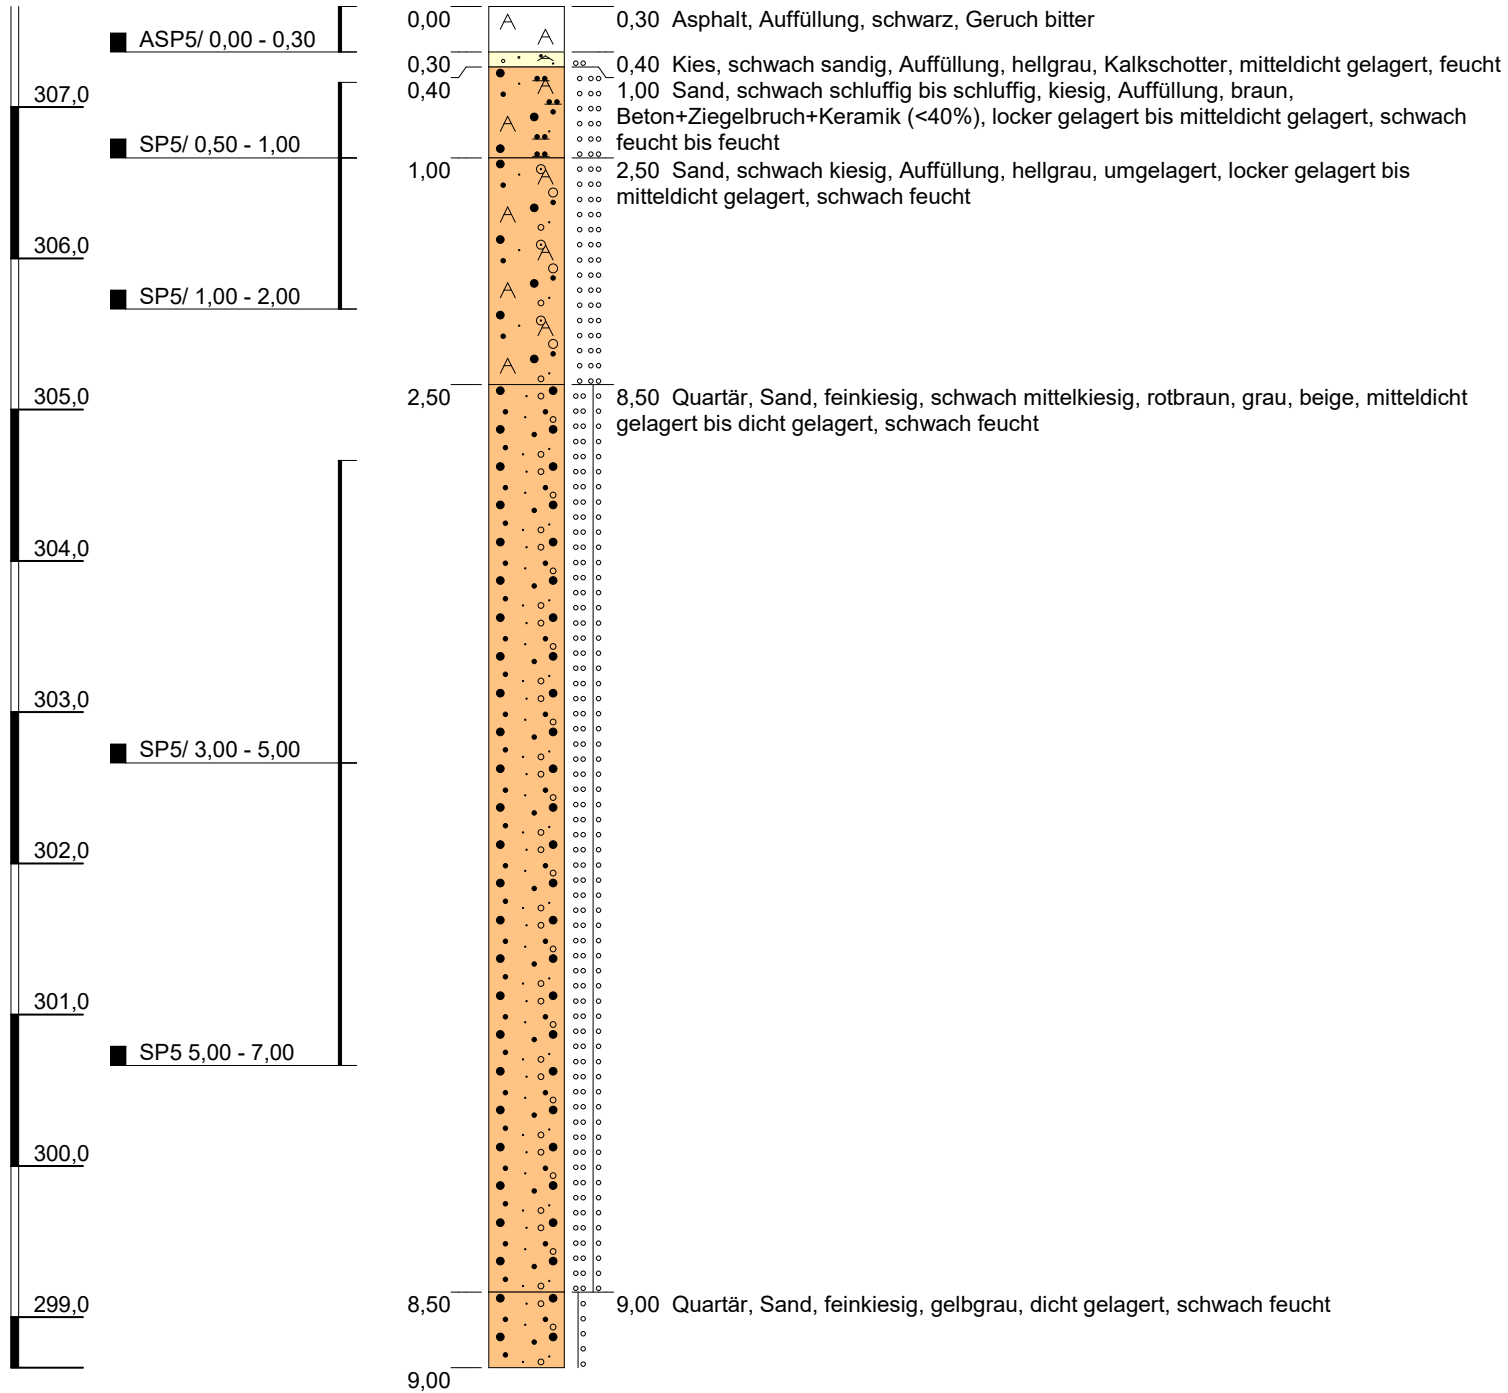 0,00
0,30 Asphalt, Auffüllung, schwarz, Geruch bitter
ASP5/ 0,00 - 0,30
0,30
0,40 Kies, schwach sandig, Auffüllung, hellgrau, Kalkschotter, mitteldicht gelagert, feucht
307,0
0,40
1,00 Sand, schwach schluffig bis schluffig, kiesig, Auffüllung, braun,
Beton+Ziegelbruch+Keramik (<40%), locker gelagert bis mitteldicht gelagert, schwach
feucht bis feucht
SP5/ 0,50 - 1,00
1,00
2,50 Sand, schwach kiesig, Auffüllung, hellgrau, umgelagert, locker gelagert bis
mitteldicht gelagert, schwach feucht
306,0
SP5/ 1,00 - 2,00
305,0
2,50
8,50 Quartär, Sand, feinkiesig, schwach mittelkiesig, rotbraun, grau, beige, mitteldicht
gelagert bis dicht gelagert, schwach feucht
304,0
303,0
SP5/ 3,00 - 5,00
302,0
301,0
SP5 5,00 - 7,00
300,0
299,0
8,50
9,00 Quartär, Sand, feinkiesig, gelbgrau, dicht gelagert, schwach feucht
9,00